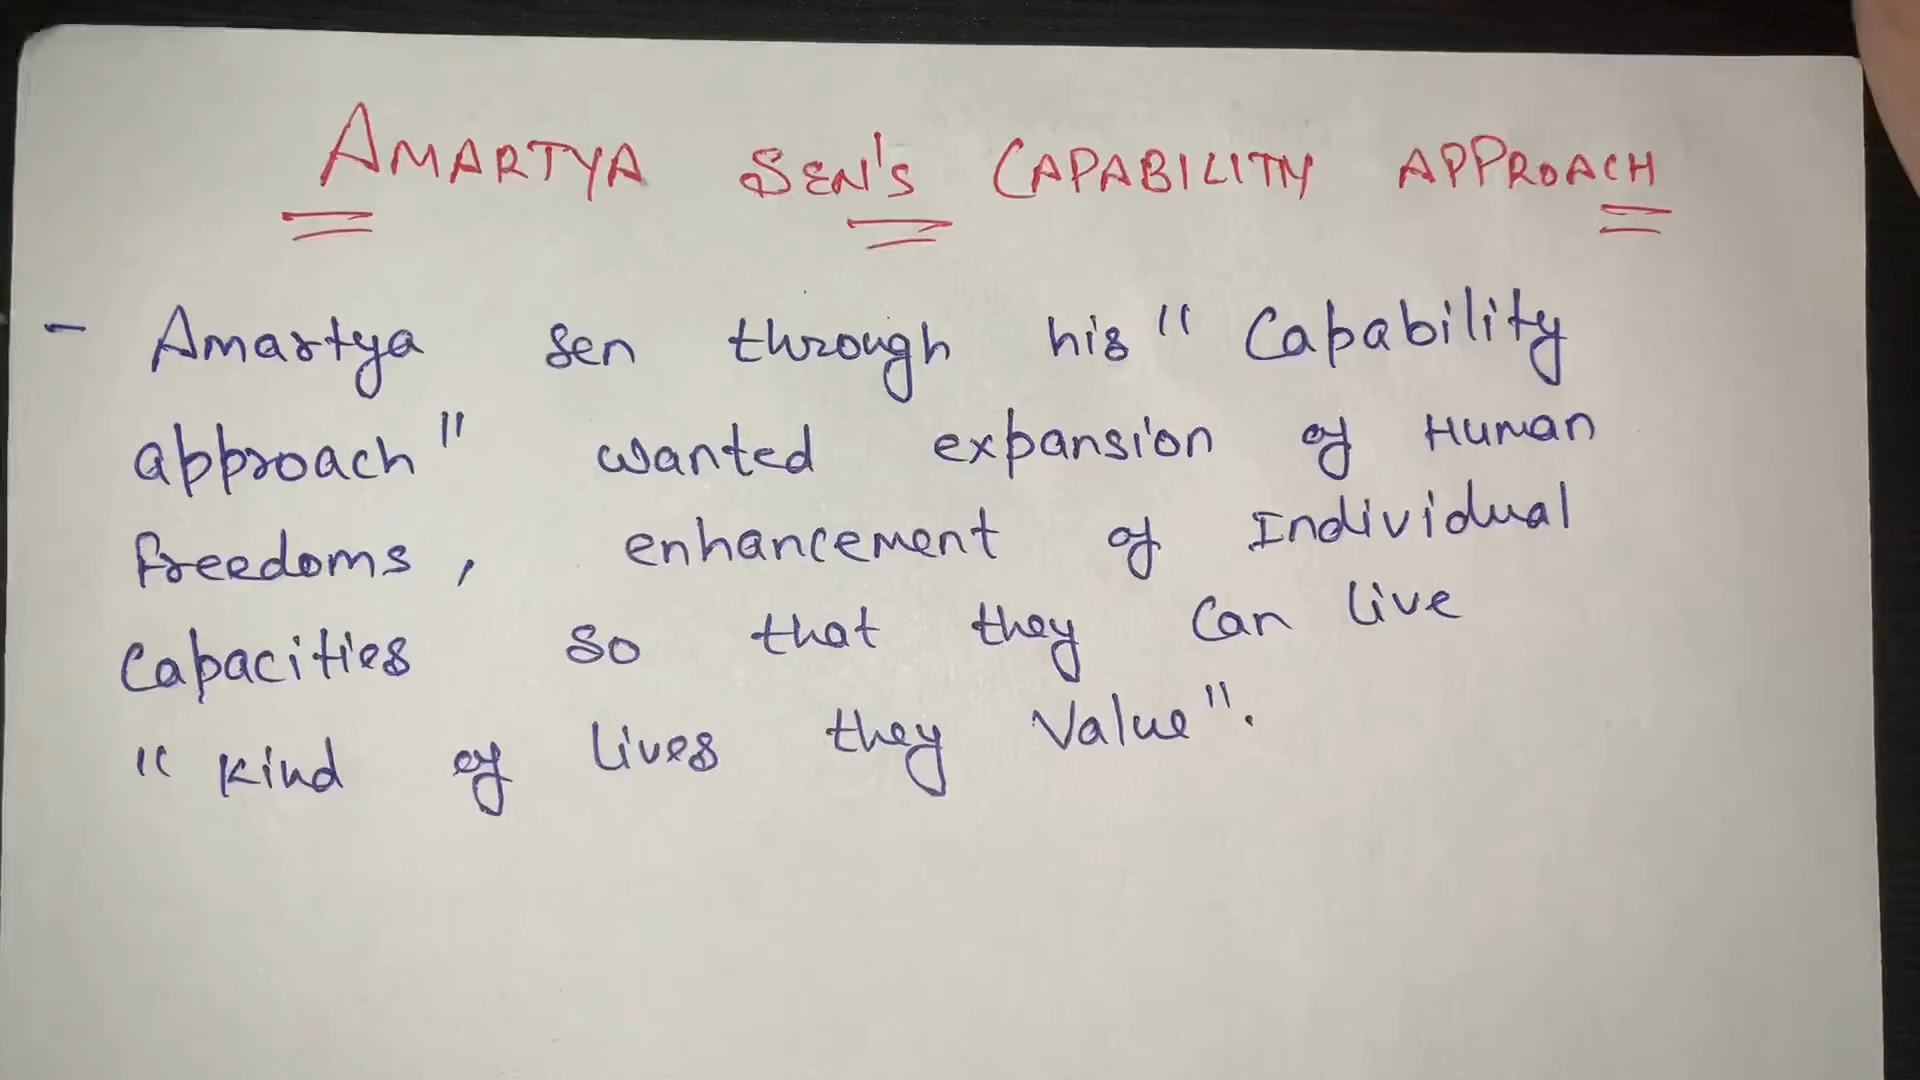 AMARTYA SEN'S CAPABILITY APPROACH
- Amartya sen through his "Capability
approach" wanted expansion of Human
freedoms, enhancement of Individual
Capacities so that they Can live
"Kind of lives they Value".